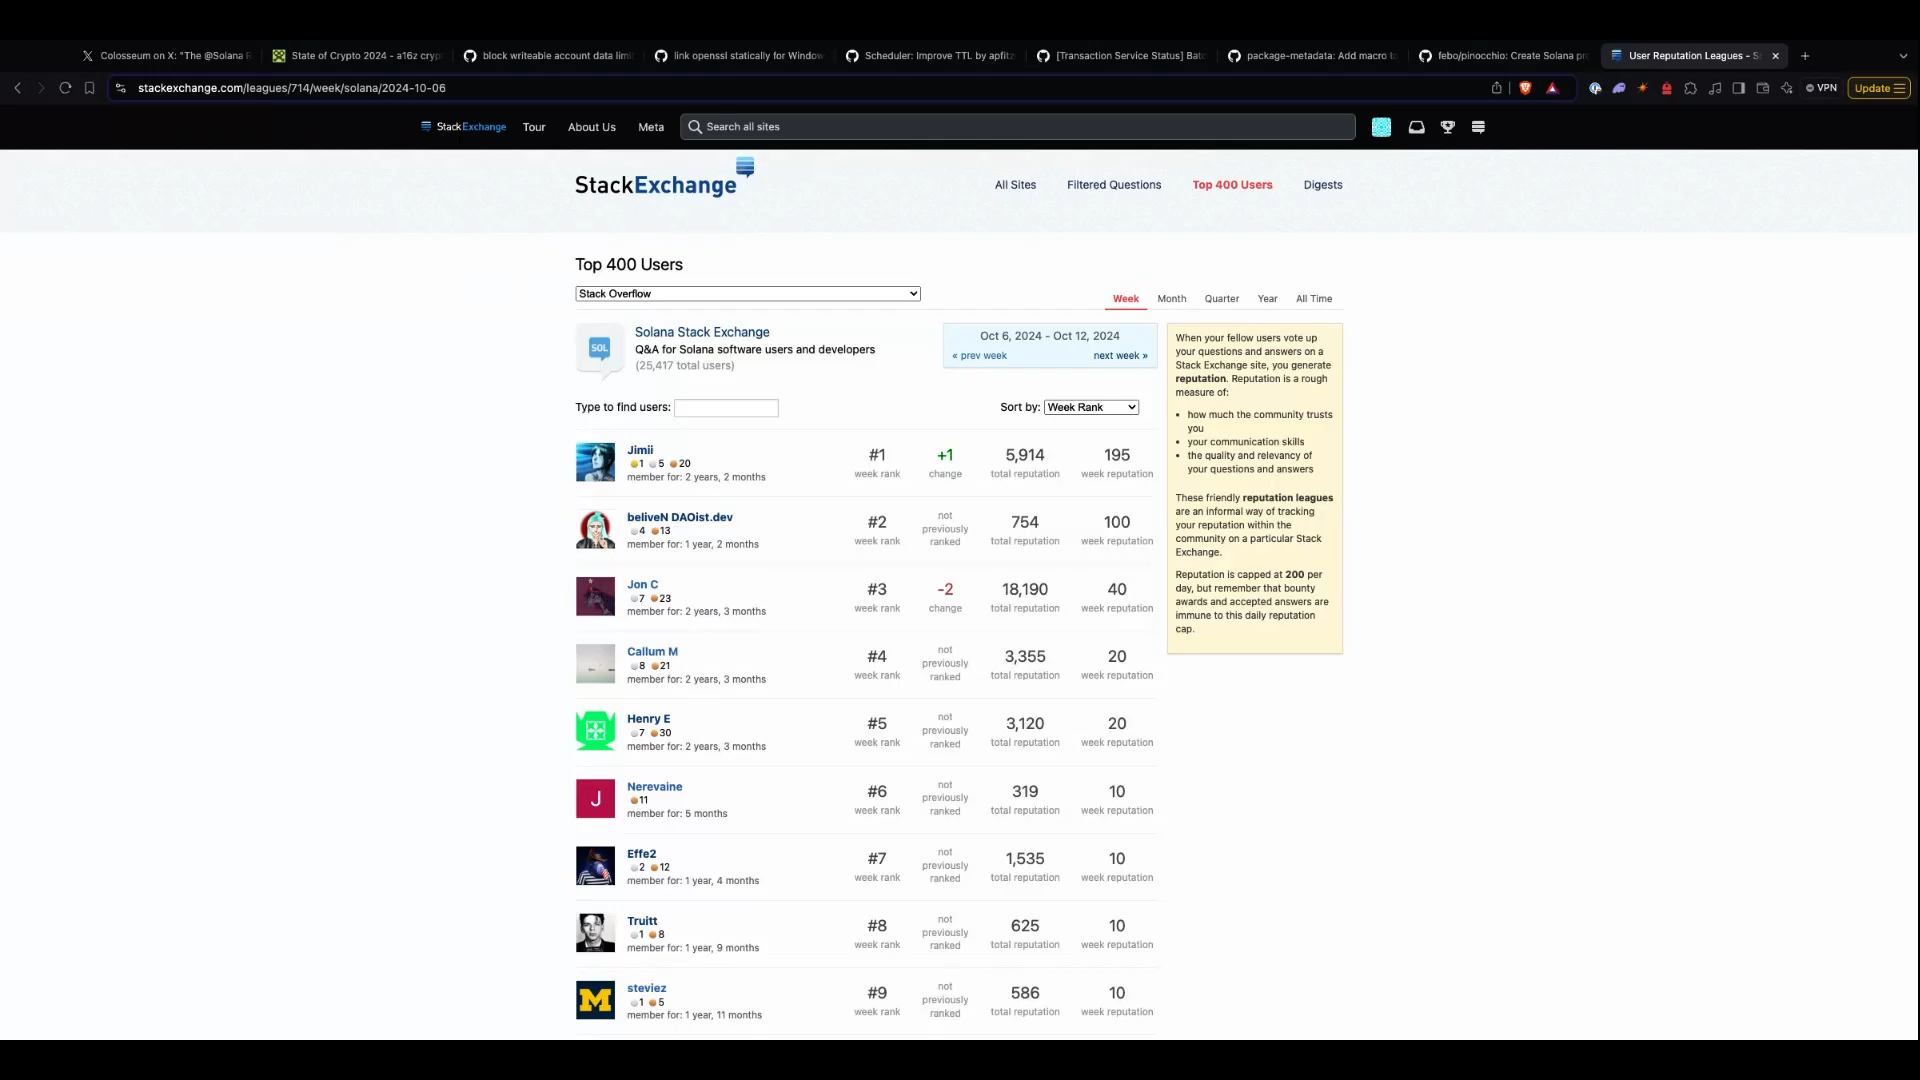 Colosseum on X: "The @Solana R
State of Crypto 2024 - a16z cryp
block writeable account data limi
link openssl statically for Window
Scheduler: Improve TTL by apfitz
[Transaction Service Status] Bat
package-metadata: Add macro to
febo/pinocchio: Create Solana pr
User Reputation Leagues - S
stackexchange.com/leagues/714/week/solana/2024-10-06
VPN
Update
StackExchange
Tour
About Us
Meta
Search all sites
StackExchange
All Sites
Filtered Questions
Top 400 Users
Digests
Top 400 Users
Stack Overflow
Week
Month
Quarter
Year
All Time
SOL
Solana Stack Exchange
Q&A for Solana software users and developers
(25,417 total users)
Oct 6, 2024 - Oct 12, 2024
« prev week
next week »
Type to find users:
Sort by:
Week Rank
Jimii
1 5 20
member for: 2 years, 2 months
#1
week rank
+1
change
5,914
total reputation
195
week reputation
beliveN DAOist.dev
4 13
member for: 1 year, 2 months
#2
week rank
not
previously
ranked
754
total reputation
100
week reputation
Jon C
7 23
member for: 2 years, 3 months
#3
week rank
-2
change
18,190
total reputation
40
week reputation
Callum M
8 21
member for: 2 years, 3 months
#4
week rank
not
previously
ranked
3,355
total reputation
20
week reputation
Henry E
7 30
member for: 2 years, 3 months
#5
week rank
not
previously
ranked
3,120
total reputation
20
week reputation
J
Nerevaine
11
member for: 5 months
#6
week rank
not
previously
ranked
319
total reputation
10
week reputation
Effe2
2 12
member for: 1 year, 4 months
#7
week rank
not
previously
ranked
1,535
total reputation
10
week reputation
Truitt
1 8
member for: 1 year, 9 months
#8
week rank
not
previously
ranked
625
total reputation
10
week reputation
M
steviez
1 5
member for: 1 year, 11 months
#9
week rank
not
previously
ranked
586
total reputation
10
week reputation
When your fellow users vote up
your questions and answers on a
Stack Exchange site, you generate
reputation. Reputation is a rough
measure of:
how much the community trusts
you
your communication skills
the quality and relevancy of
your questions and answers
These friendly reputation leagues
are an informal way of tracking
your reputation within the
community on a particular Stack
Exchange.
Reputation is capped at 200 per
day, but remember that bounty
awards and accepted answers are
immune to this daily reputation
cap.